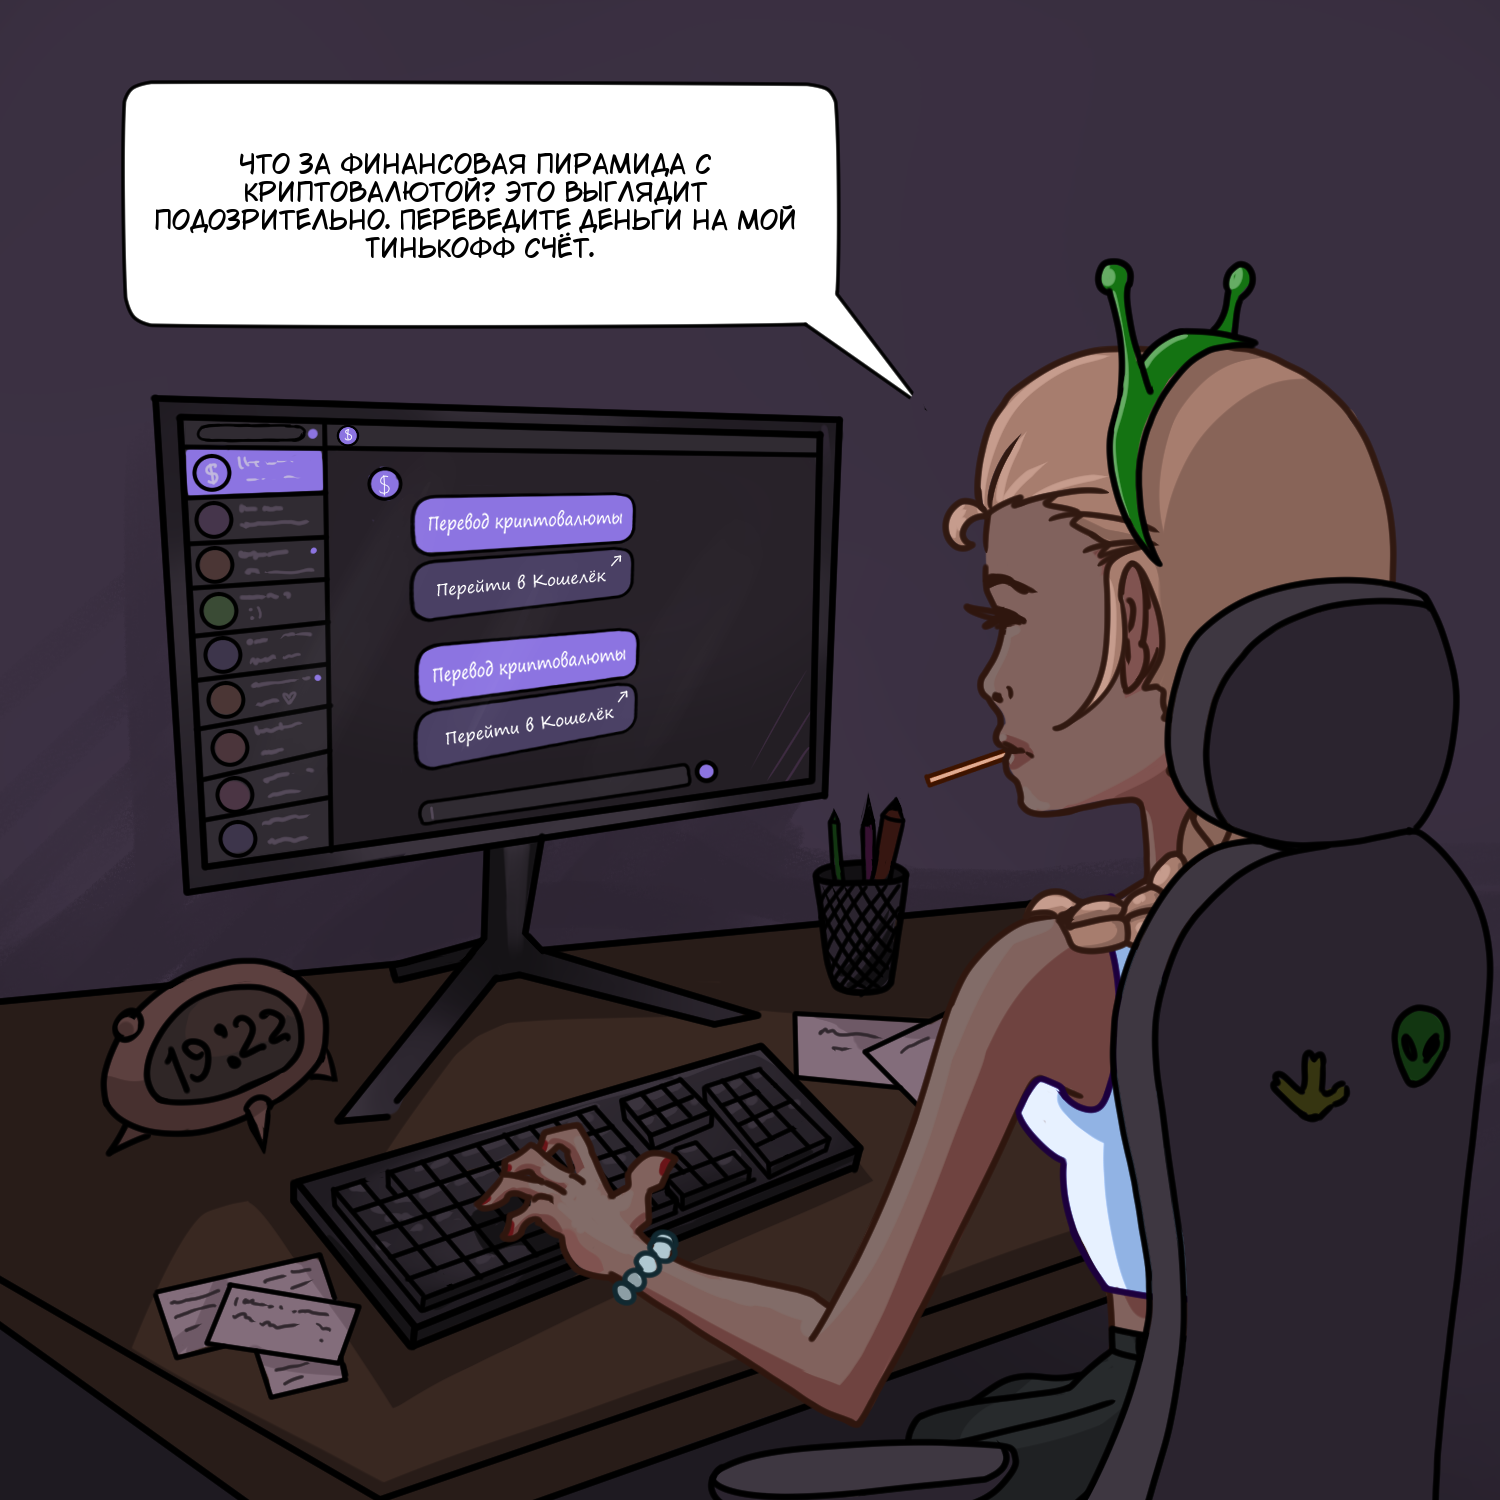 ЧТО ЗА ФИНАНСОВАЯ ПИРАМИДА С
КРИПТОВАЛЮТОЙ? ЭТО ВЫГЛЯДИТ
ПОДОЗРИТЕЛЬНО. ПЕРЕВЕДИТЕ ДЕНЬГИ НА МОЙ
ТИНЬКОФФ СЧЁТ.
$
$
$
Перевод криптовалюты
Перейти в Кошелёк
:)
Перевод криптовалюты
Перейти в Кошелёк
19:22